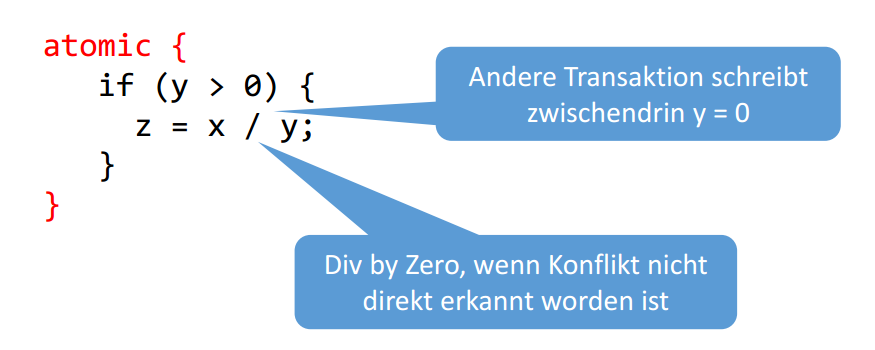 atomic {
if (y > 0) {
Andere Transaktion schreibt
zwischendrin y = 0
z = x / y;
}
}
Div by Zero, wenn Konflikt nicht
direkt erkannt worden ist